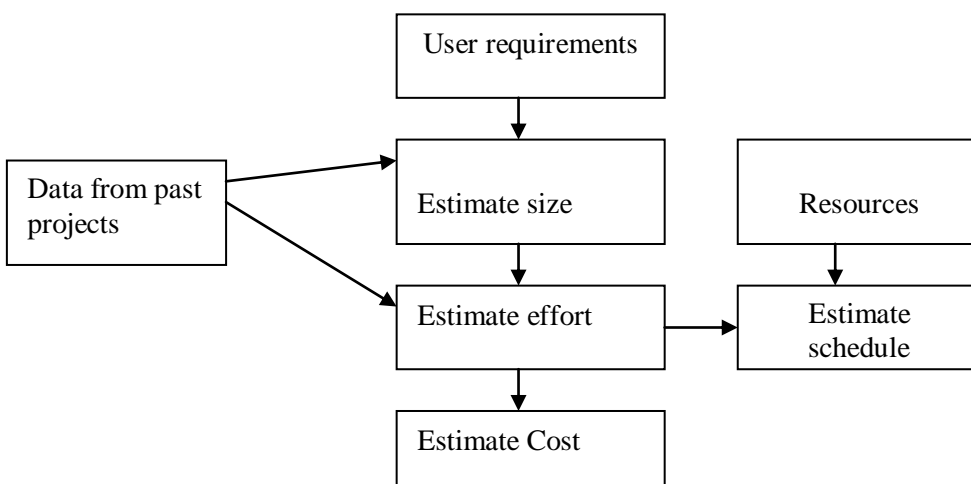 User requirements
Data from past
projects
Estimate size
Resources
Estimate effort
Estimate
schedule
Estimate Cost